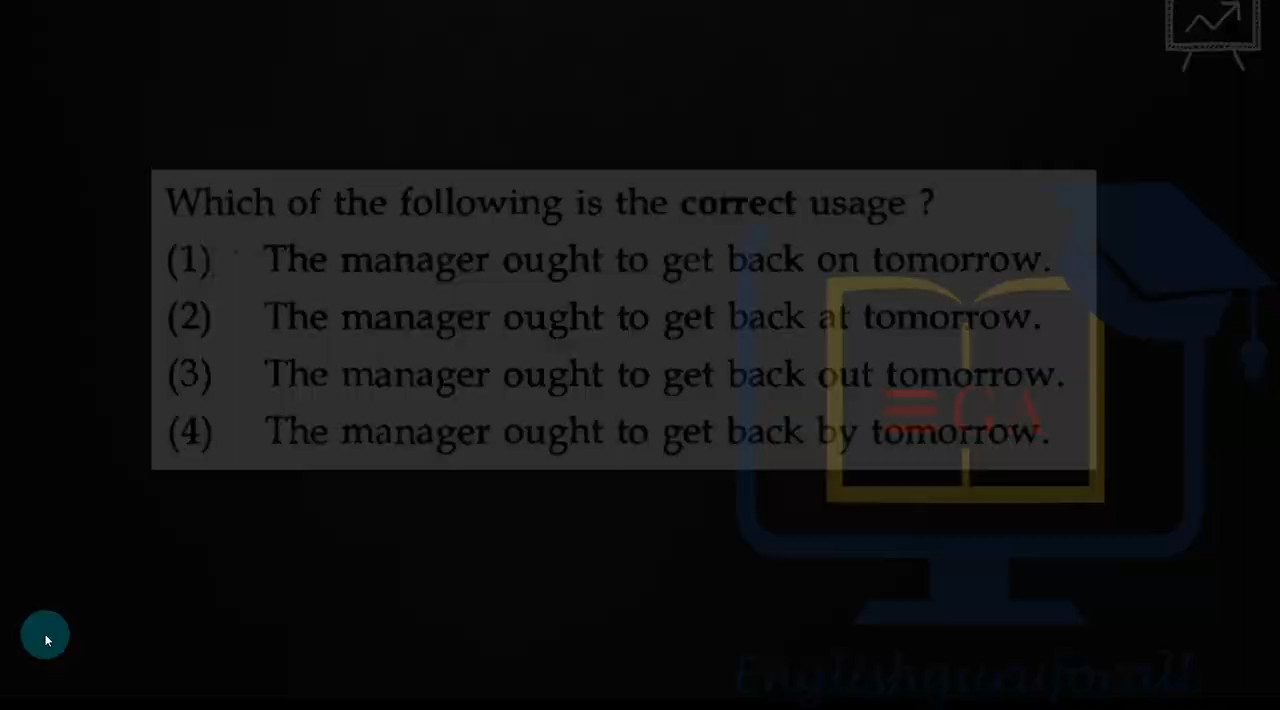 Which of the following is the correct usage ?
(1) The manager ought to get back on tomorrow.
(2) The manager ought to get back at tomorrow.
(3) The manager ought to get back out tomorrow.
(4) The manager ought to get back by tomorrow.
GA
Englishguruforall